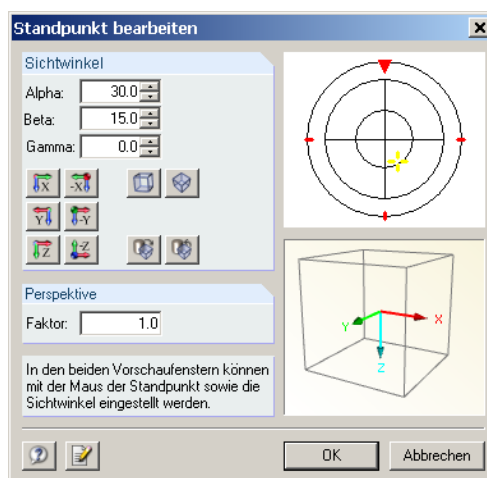 Standpunkt bearbeiten
Sichtwinkel
Alpha: 30.0
Beta: 15.0
Gamma: 0.0
X -X
Y -Y
Z -Z
Perspektive
Faktor: 1.0
In den beiden Vorschaufenstern können
mit der Maus der Standpunkt sowie die
Sichtwinkel eingestellt werden.
X
Y
Z
OK Abbrechen